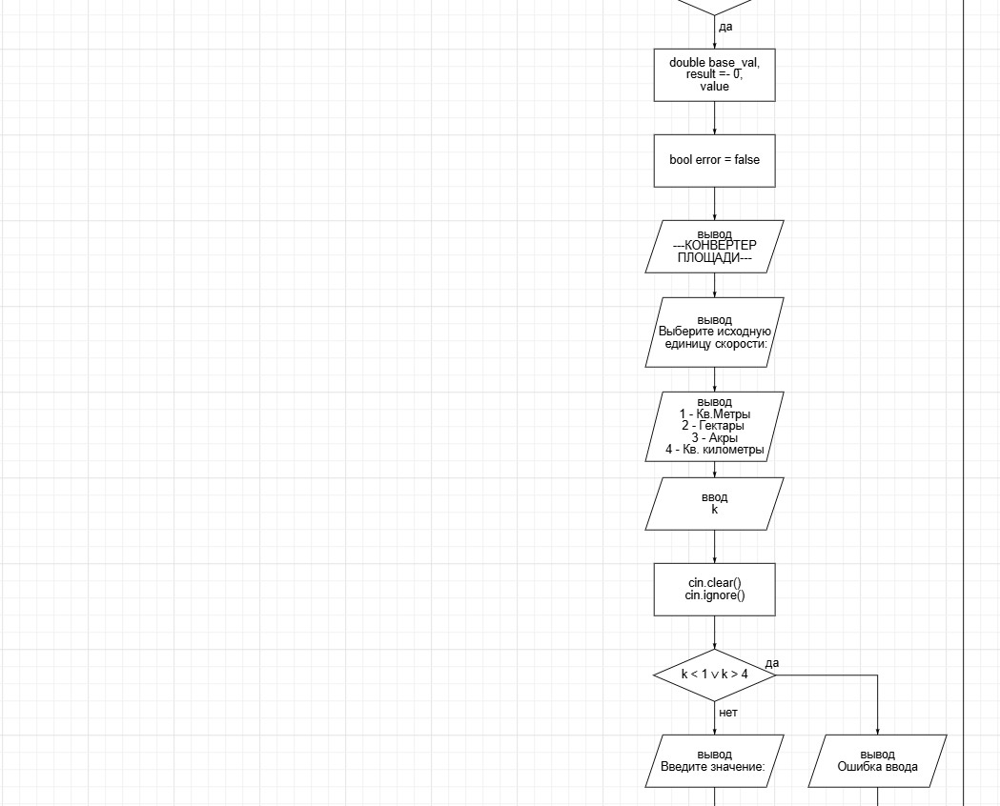 да
double base_val,
result =- 0,
value
bool error = false
вывод
---КОНВЕРТЕР
ПЛОЩАДИ---
вывод
Выберите исходную
единицу скорости:
вывод
1 - Кв.Метры
2 - Гектары
3 - Акры
4 - Кв. километры
ввод
k
cin.clear()
cin.ignore()
k < 1 ∨ k > 4
да
нет
вывод
Введите значение:
вывод
Ошибка ввода